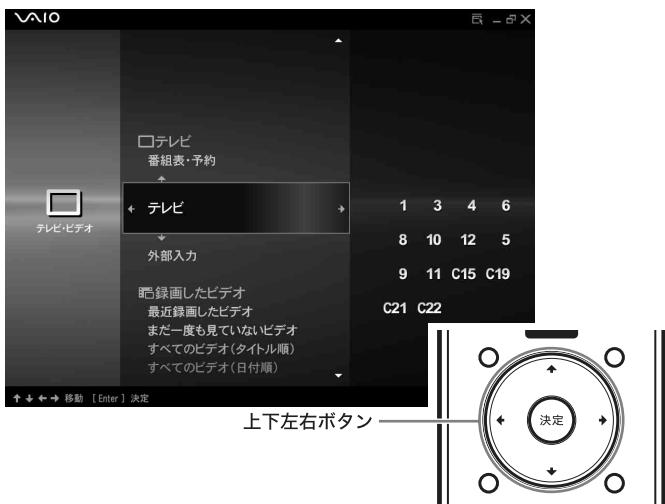 VAIO
テレビ
番組表・予約
テレビ
外部入力
テレビ・ビデオ
録画したビデオ
最近録画したビデオ
まだ一度も見ていないビデオ
すべてのビデオ(タイトル順)
すべてのビデオ(日付順)
1 3 4 6
8 10 12 5
9 11 C15 C19
C21 C22
↑ ↓ ← → 移動 [Enter] 決定
上下左右ボタン
決定